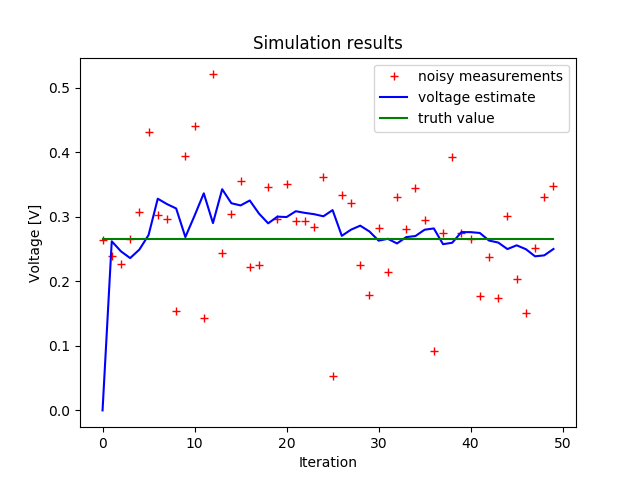 Simulation results
noisy measurements
voltage estimate
truth value
Voltage [V]
0.5
0.4
0.3
0.2
0.1
0.0
0 10 20 30 40 50
Iteration